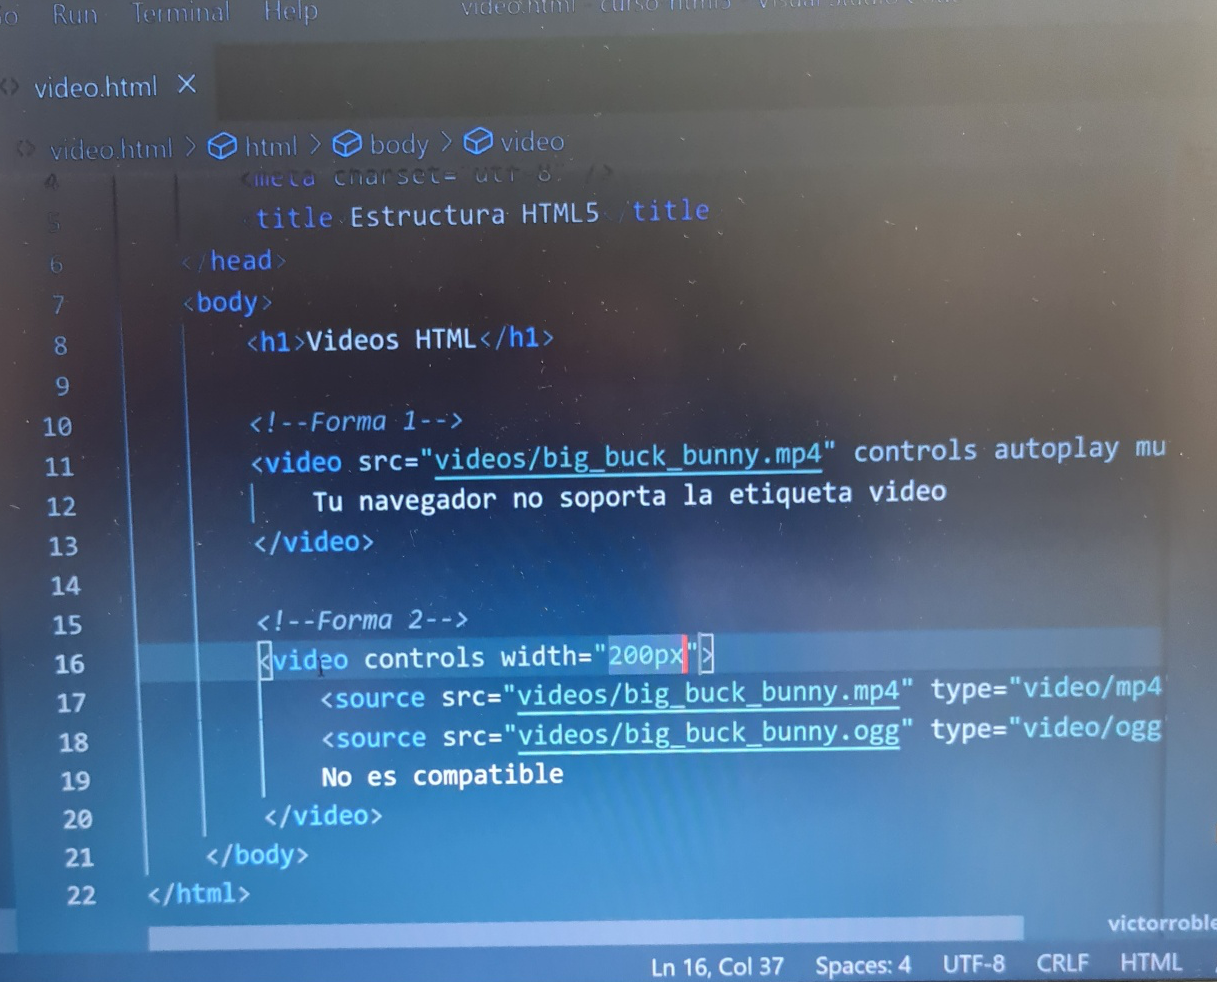 Run Terminal Help video.html - curso-html5 - Visual Studio
video.html
video.html > html > body > video
4 <meta charset="utf-8" />
5 <title>Estructura HTML5</title>
6 </head>
7 <body>
8 <h1>Videos HTML</h1>
9
10 <!--Forma 1-->
11 <video src="videos/big_buck_bunny.mp4" controls autoplay mu
12 Tu navegador no soporta la etiqueta video
13 </video>
14
15 <!--Forma 2-->
16 <video controls width="200px">
17 <source src="videos/big_buck_bunny.mp4" type="video/mp4
18 <source src="videos/big_buck_bunny.ogg" type="video/ogg
19 No es compatible
20 </video>
21 </body>
22 </html>
victorroble
Ln 16, Col 37 Spaces: 4 UTF-8 CRLF HTML